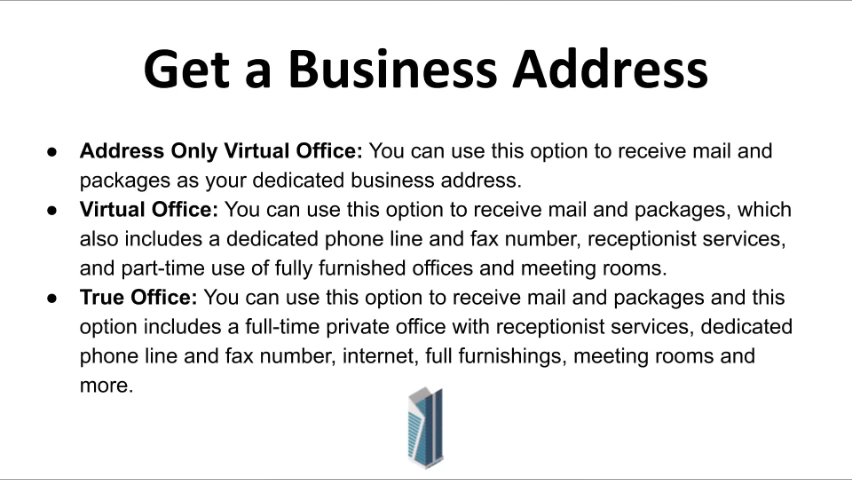 Get a Business Address
● Address Only Virtual Office: You can use this option to receive mail and
packages as your dedicated business address.
● Virtual Office: You can use this option to receive mail and packages, which
also includes a dedicated phone line and fax number, receptionist services,
and part-time use of fully furnished offices and meeting rooms.
● True Office: You can use this option to receive mail and packages and this
option includes a full-time private office with receptionist services, dedicated
phone line and fax number, internet, full furnishings, meeting rooms and
more.